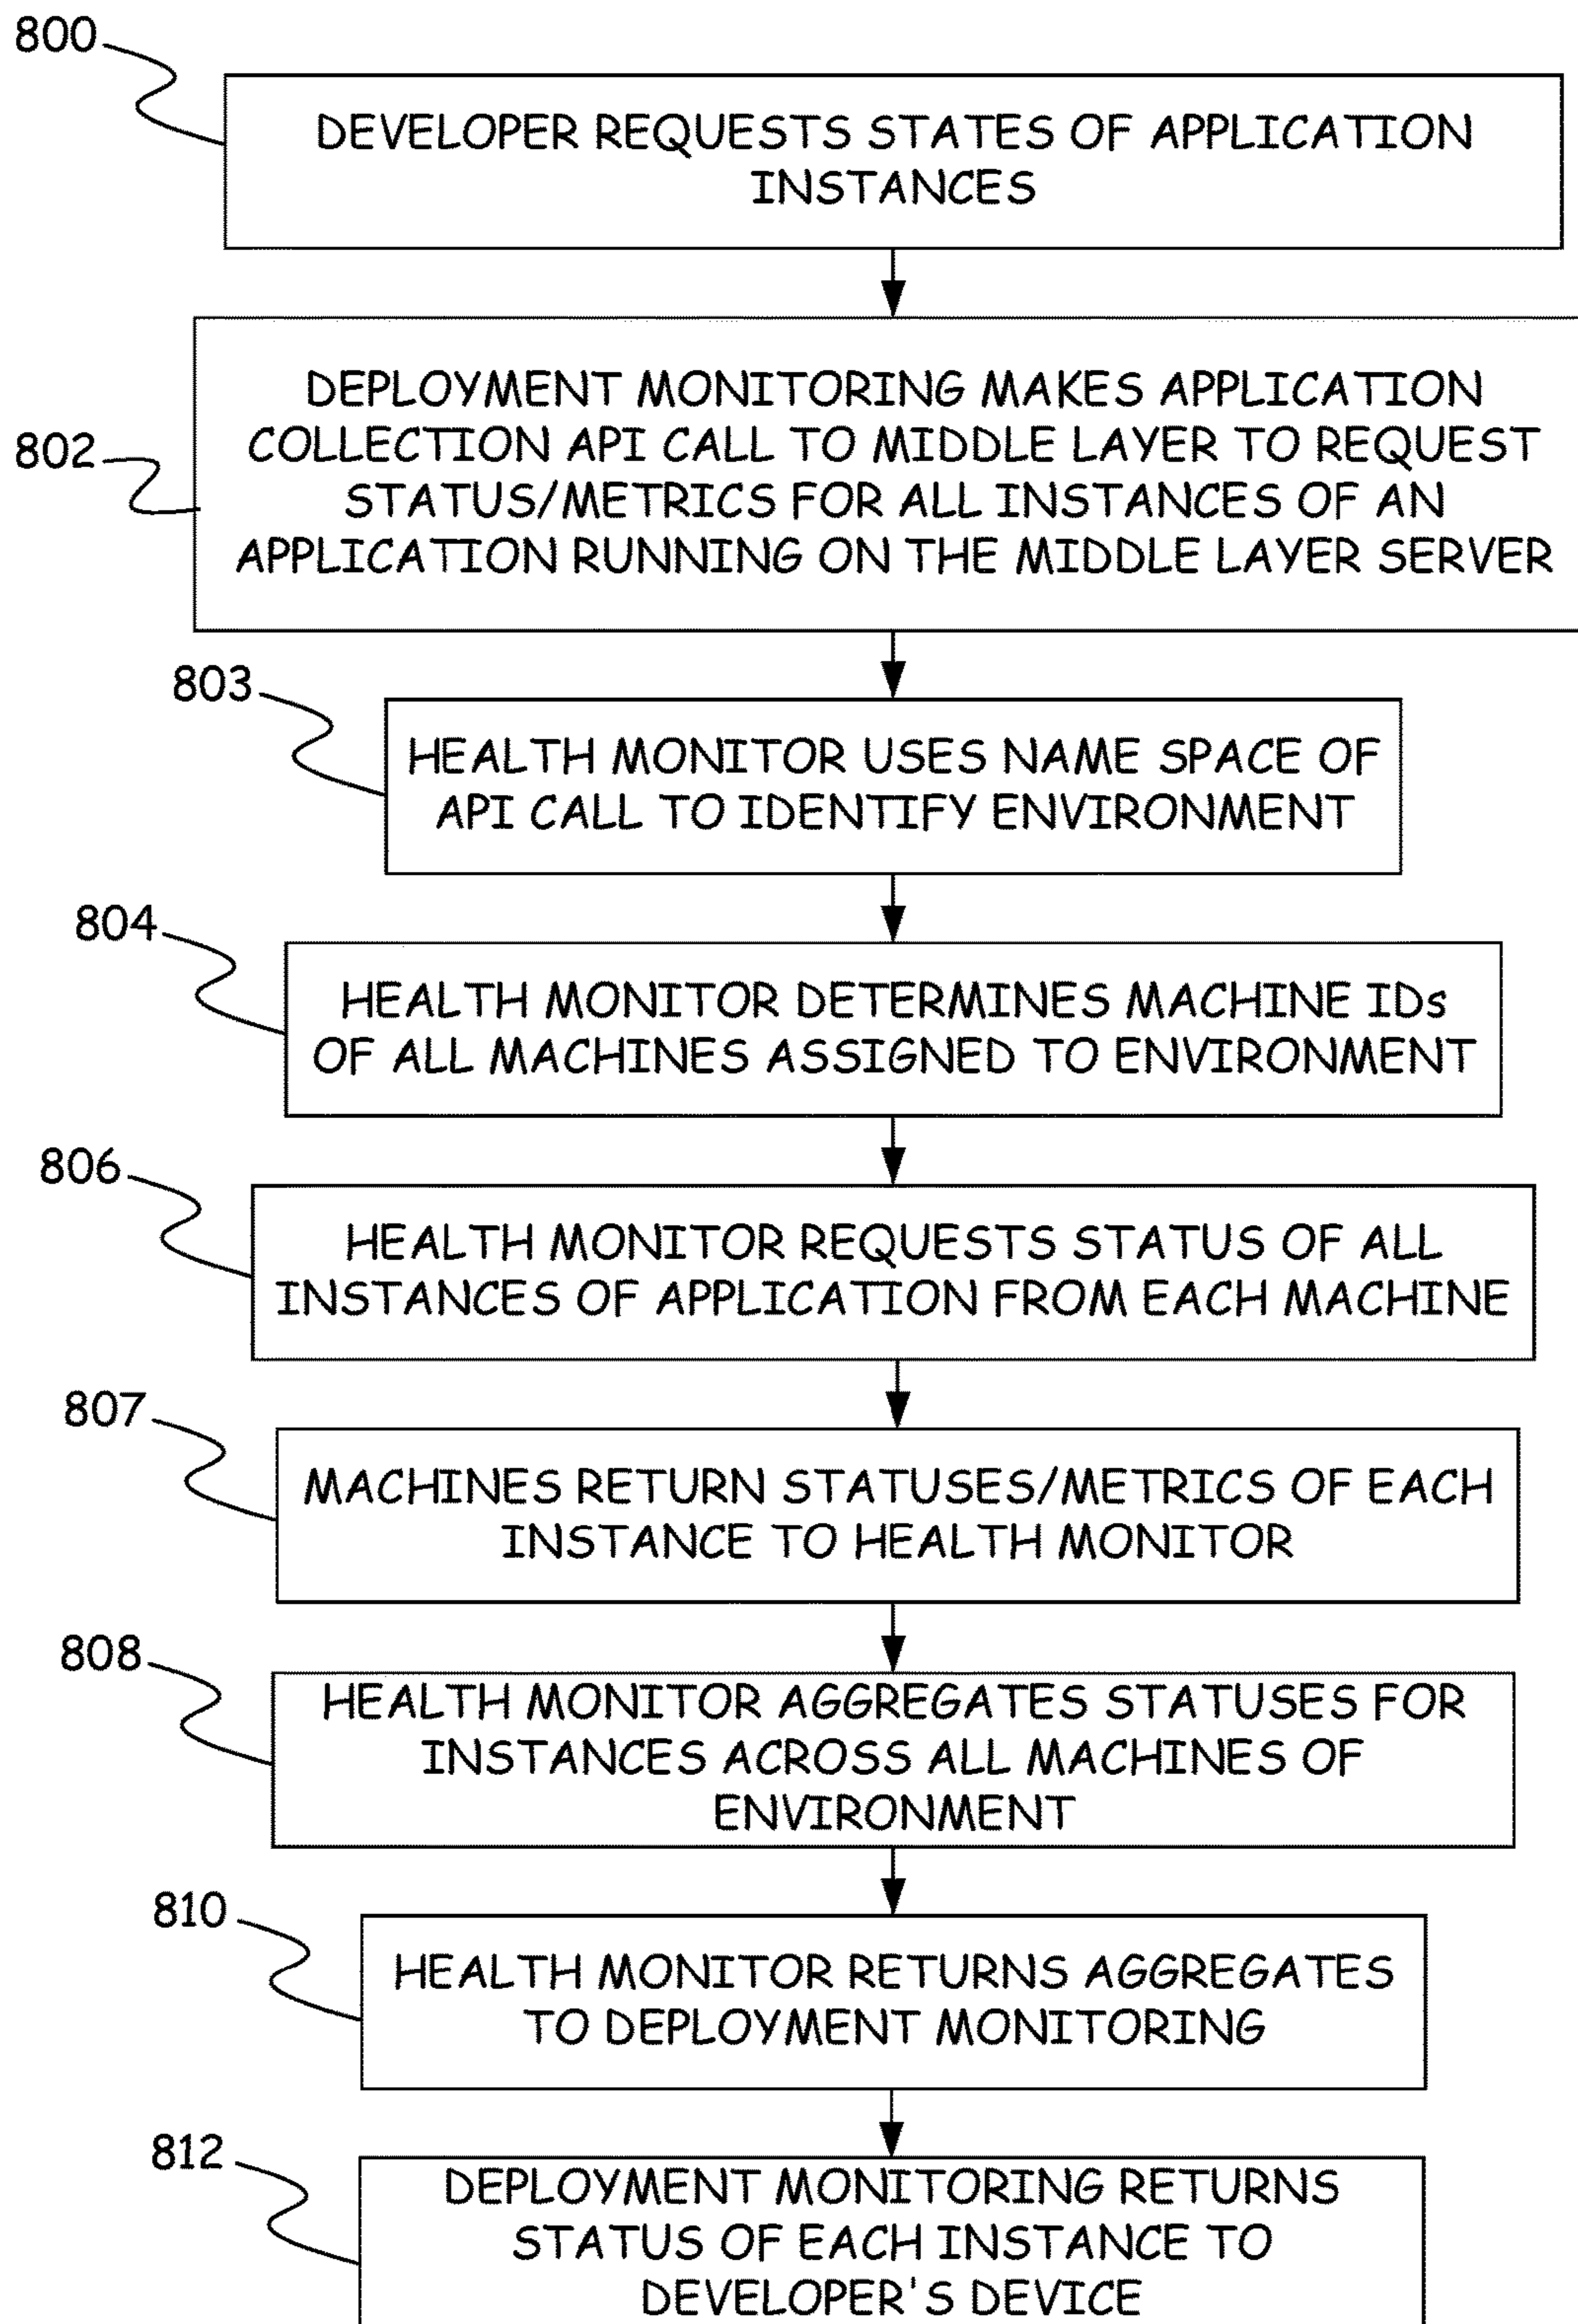 800
DEVELOPER REQUESTS STATES OF APPLICATION
INSTANCES
802
DEPLOYMENT MONITORING MAKES APPLICATION
COLLECTION API CALL TO MIDDLE LAYER TO REQUEST
STATUS/METRICS FOR ALL INSTANCES OF AN
APPLICATION RUNNING ON THE MIDDLE LAYER SERVER
803
HEALTH MONITOR USES NAME SPACE OF
API CALL TO IDENTIFY ENVIRONMENT
804
HEALTH MONITOR DETERMINES MACHINE IDs
OF ALL MACHINES ASSIGNED TO ENVIRONMENT
806
HEALTH MONITOR REQUESTS STATUS OF ALL
INSTANCES OF APPLICATION FROM EACH MACHINE
807
MACHINES RETURN STATUSES/METRICS OF EACH
INSTANCE TO HEALTH MONITOR
808
HEALTH MONITOR AGGREGATES STATUSES FOR
INSTANCES ACROSS ALL MACHINES OF
ENVIRONMENT
810
HEALTH MONITOR RETURNS AGGREGATES
TO DEPLOYMENT MONITORING
812
DEPLOYMENT MONITORING RETURNS
STATUS OF EACH INSTANCE TO
DEVELOPER'S DEVICE